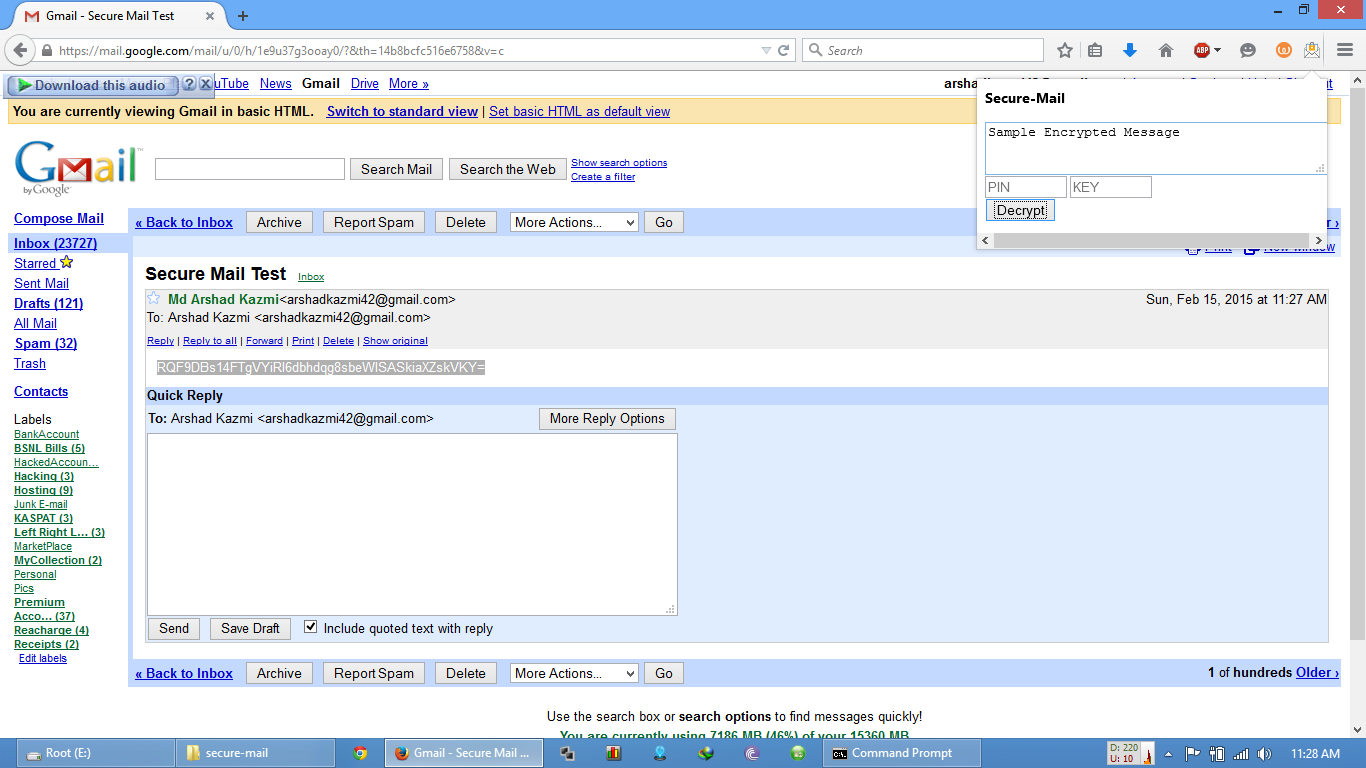 Gmail - Secure Mail Test
https://mail.google.com/mail/u/0/h/1e9u37g3ooay0/?&th=14b8bcfc516e6758&v=c
Search
ABP
Download this audio ? X uTube News Gmail Drive More »
You are currently viewing Gmail in basic HTML. Switch to standard view | Set basic HTML as default view
Secure-Mail
Sample Encrypted Message
PIN KEY
Decrypt
Gmail
by Google
Search Mail Search the Web
Show search options
Create a filter
Compose Mail
Inbox (23727)
Starred
Sent Mail
Drafts (121)
All Mail
Spam (32)
Trash
Contacts
Labels
BankAccount
BSNL Bills (5)
HackedAccoun...
Hacking (3)
Hosting (9)
Junk E-mail
KASPAT (3)
Left Right L... (3)
MarketPlace
MyCollection (2)
Personal
Pics
Premium
Acco... (37)
Reacharge (4)
Receipts (2)
Edit labels
« Back to Inbox Archive Report Spam Delete More Actions... Go
Print New window
Secure Mail Test Inbox
Md Arshad Kazmi<arshadkazmi42@gmail.com> Sun, Feb 15, 2015 at 11:27 AM
To: Arshad Kazmi <arshadkazmi42@gmail.com>
Reply | Reply to all | Forward | Print | Delete | Show original
RQF9DBs14FTgVYiRl6dbhdqg8sbeWISASkiaXZskVKY=
Quick Reply
To: Arshad Kazmi <arshadkazmi42@gmail.com> More Reply Options
Send Save Draft Include quoted text with reply
« Back to Inbox Archive Report Spam Delete More Actions... Go 1 of hundreds Older ›
Use the search box or search options to find messages quickly!
You are currently using 7186 MB (46%) of your 15360 MB
Root (E:) secure-mail Gmail - Secure Mail ... Command Prompt
D: 220
U: 10
11:28 AM